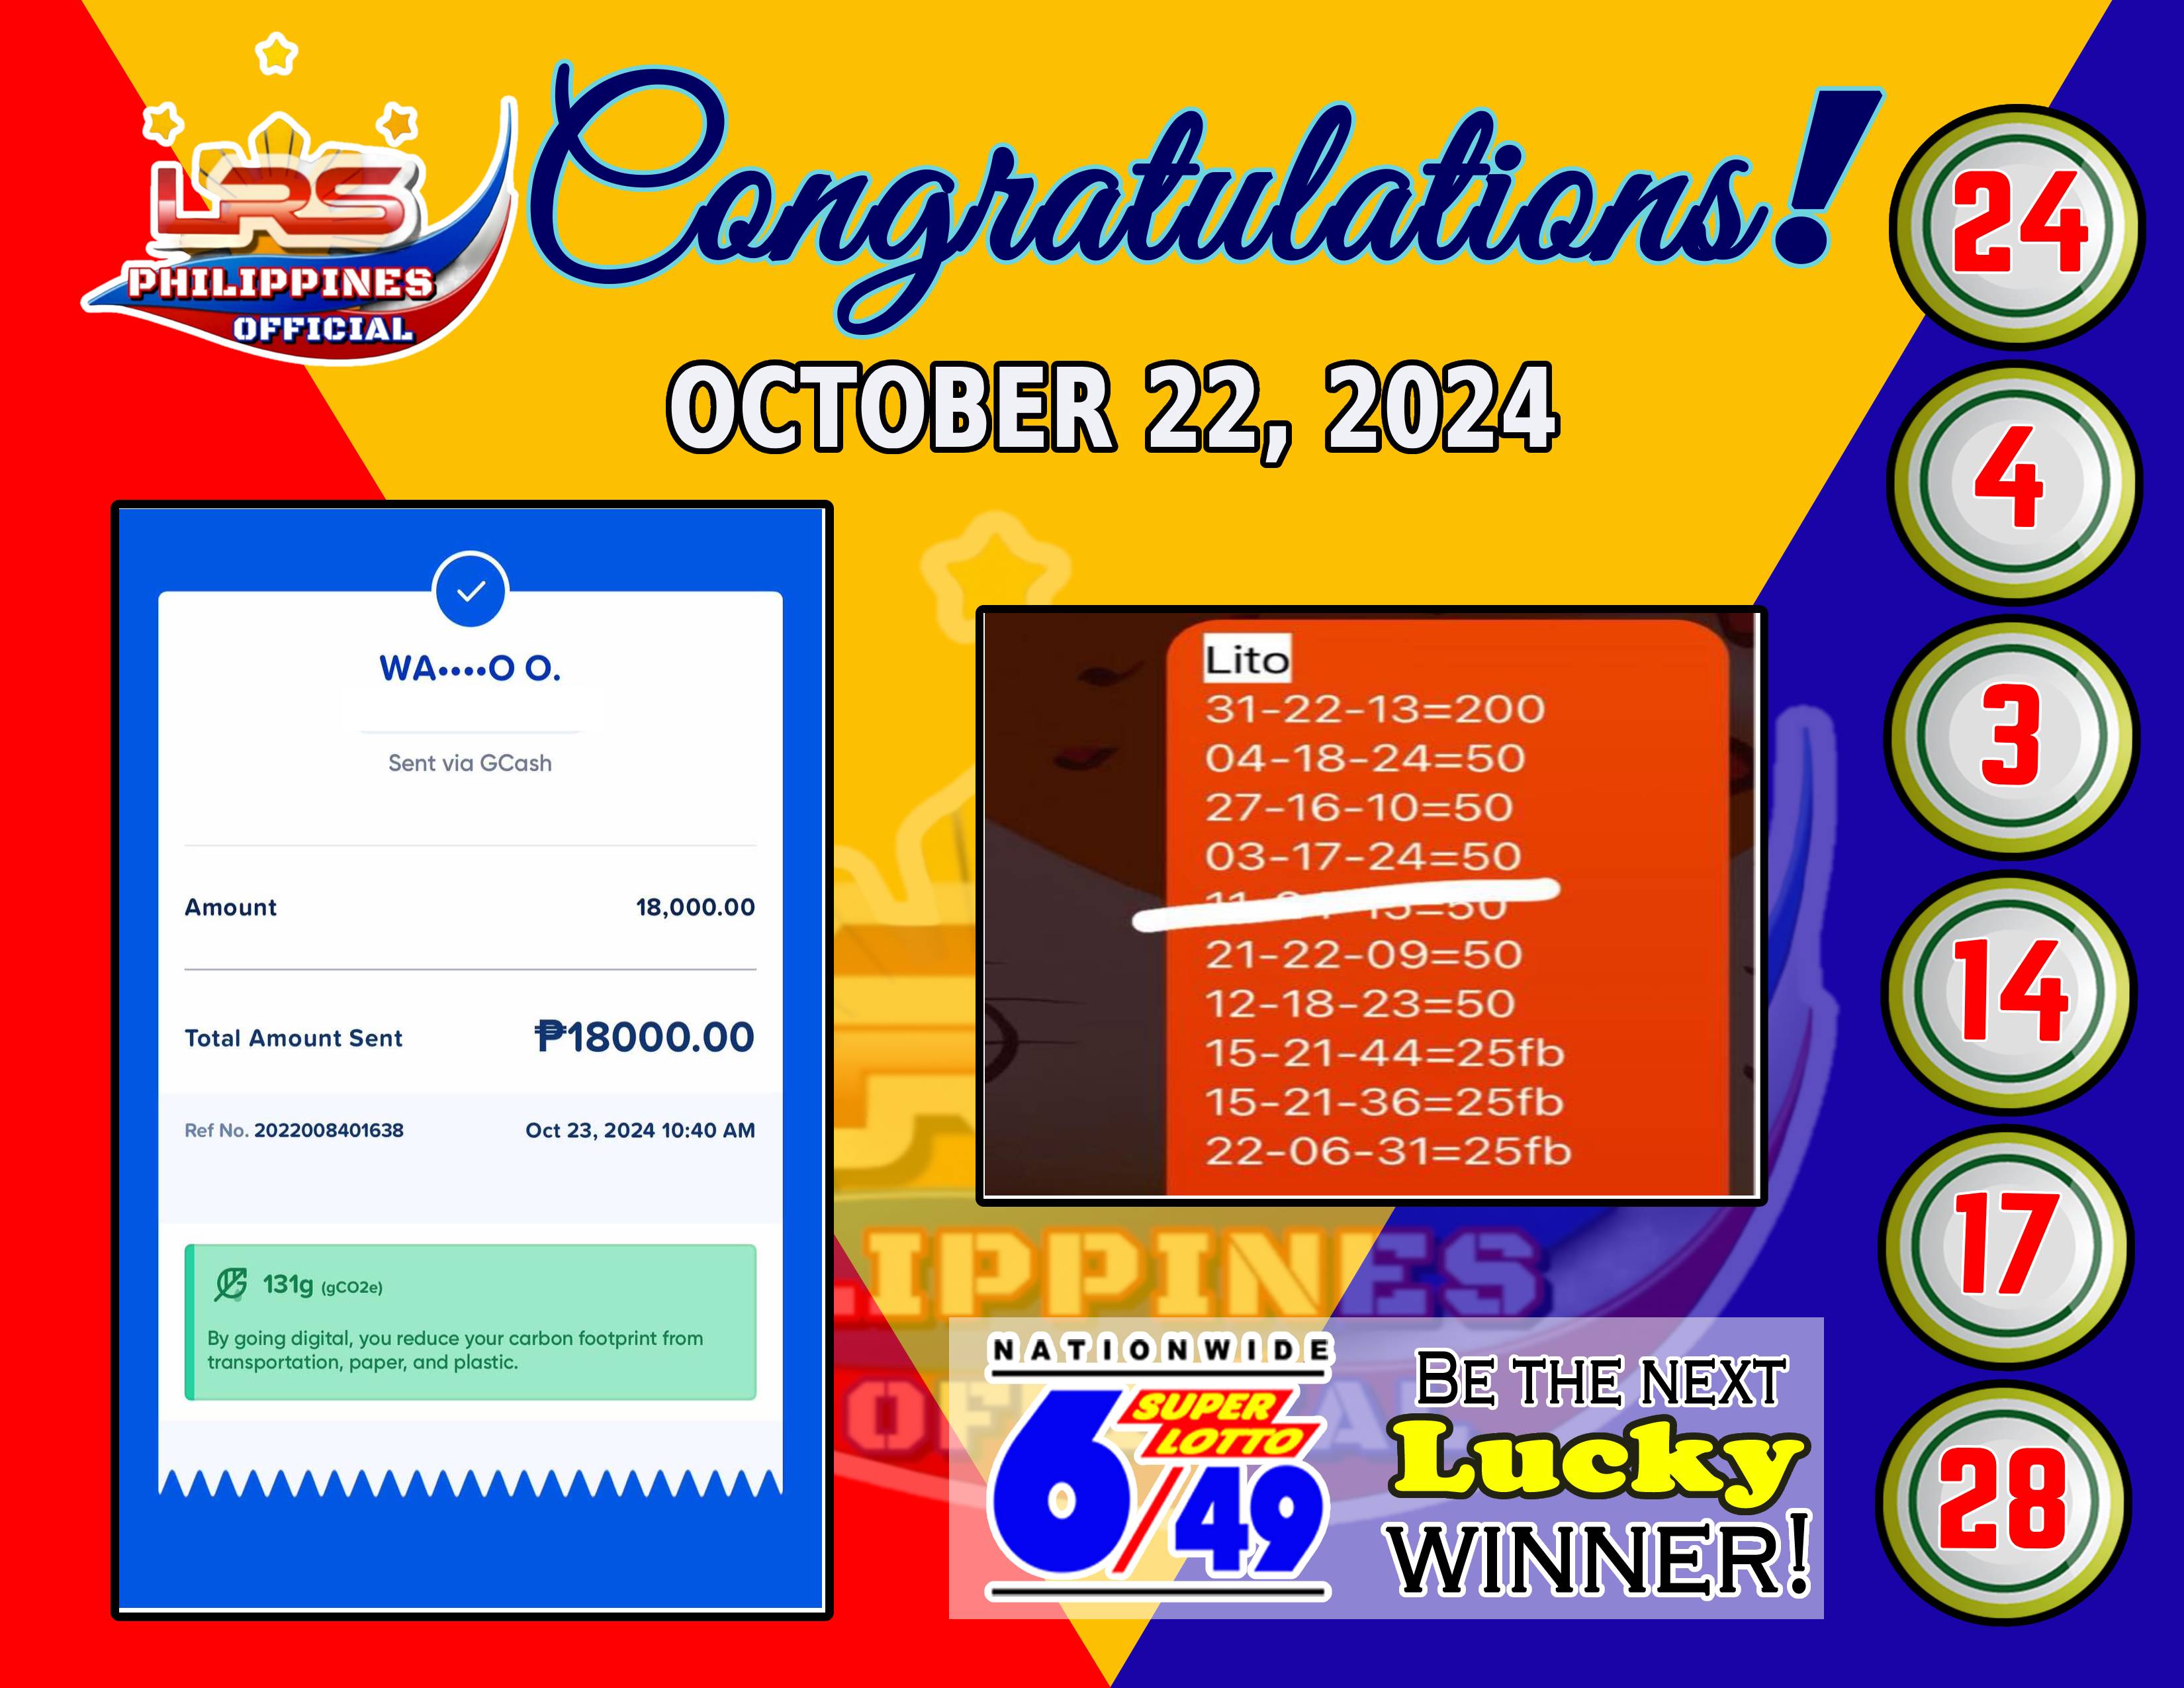 LRS
PHILIPPINES
OFFICIAL
Congratulations!
OCTOBER 22, 2024
WA••••O O.
Sent via GCash
Amount 18,000.00
Total Amount Sent ₱18000.00
Ref No. 2022008401638 Oct 23, 2024 10:40 AM
131g (gCO2e)
By going digital, you reduce your carbon footprint from
transportation, paper, and plastic.
Lito
31-22-13=200
04-18-24=50
27-16-10=50
03-17-24=50
21-22-09=50
12-18-23=50
15-21-44=25fb
15-21-36=25fb
22-06-31=25fb
NATIONWIDE
SUPER
LOTTO
6/49
BE THE NEXT
Lucky
WINNER!
24
4
3
14
17
28